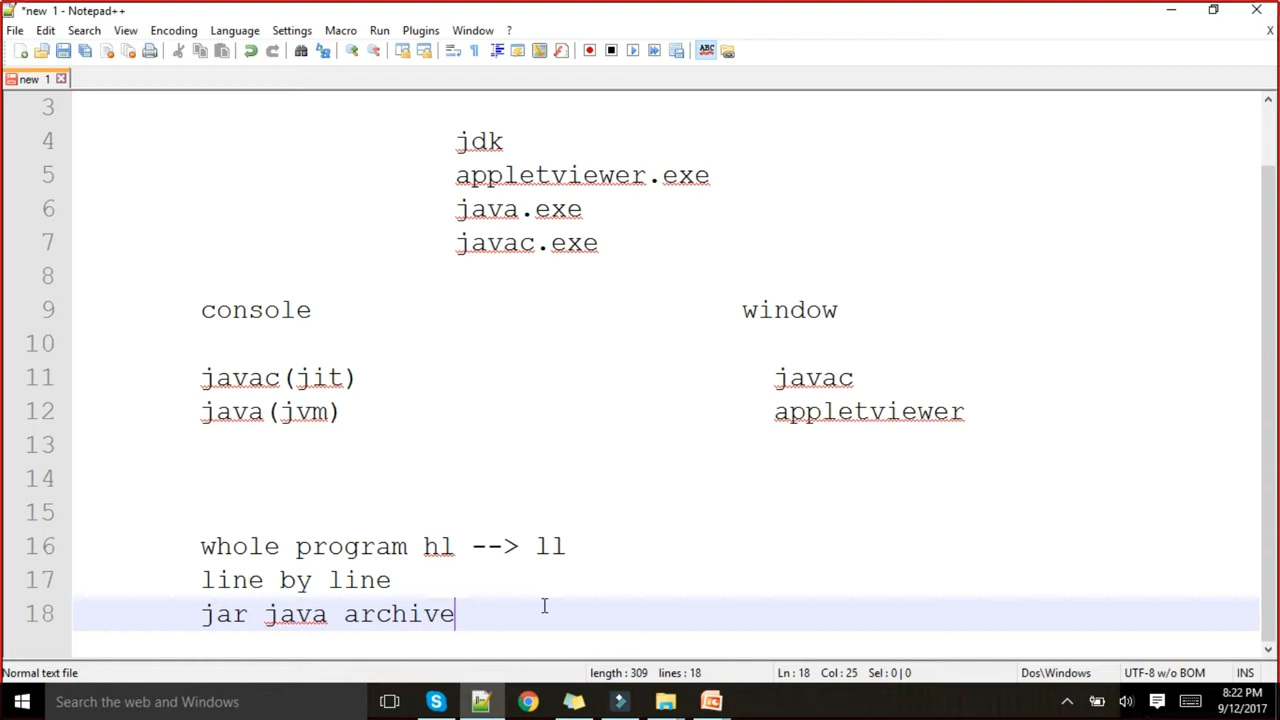 *new 1 - Notepad++
File Edit Search View Encoding Language Settings Macro Run Plugins Window ? X
new 1
3
4 jdk
5 appletviewer.exe
6 java.exe
7 javac.exe
8
9 console window
10
11 javac(jit) javac
12 java(jvm) appletviewer
13
14
15
16 whole program hl --> ll
17 line by line
18 jar java archive
Normal text file length : 309 lines : 18 Ln : 18 Col : 25 Sel : 0 | 0 Dos\Windows UTF-8 w/o BOM INS
Search the web and Windows 8:22 PM
9/12/2017